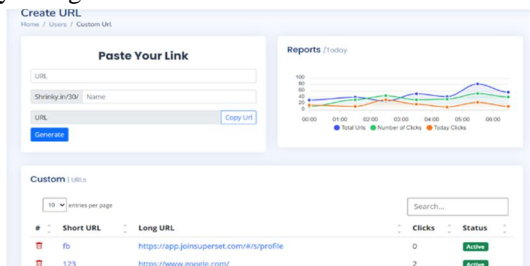 Create URL
Home / Users / Custom Url
Paste Your Link
URL
Shrinky.in/30/ Name
URL Copy Url
Generate
Reports /Today
100
80
60
40
20
0
00:00 01:00 02:00 03:00 04:00 05:00 06:00
Total Urls Number of Clicks Today Clicks
Custom | URLs
10 entries per page
Search...
# Short URL Long URL Clicks Status
fb https://app.joinsuperset.com/#/s/profile 0 Active
123 https://www.google.com/ 2 Active